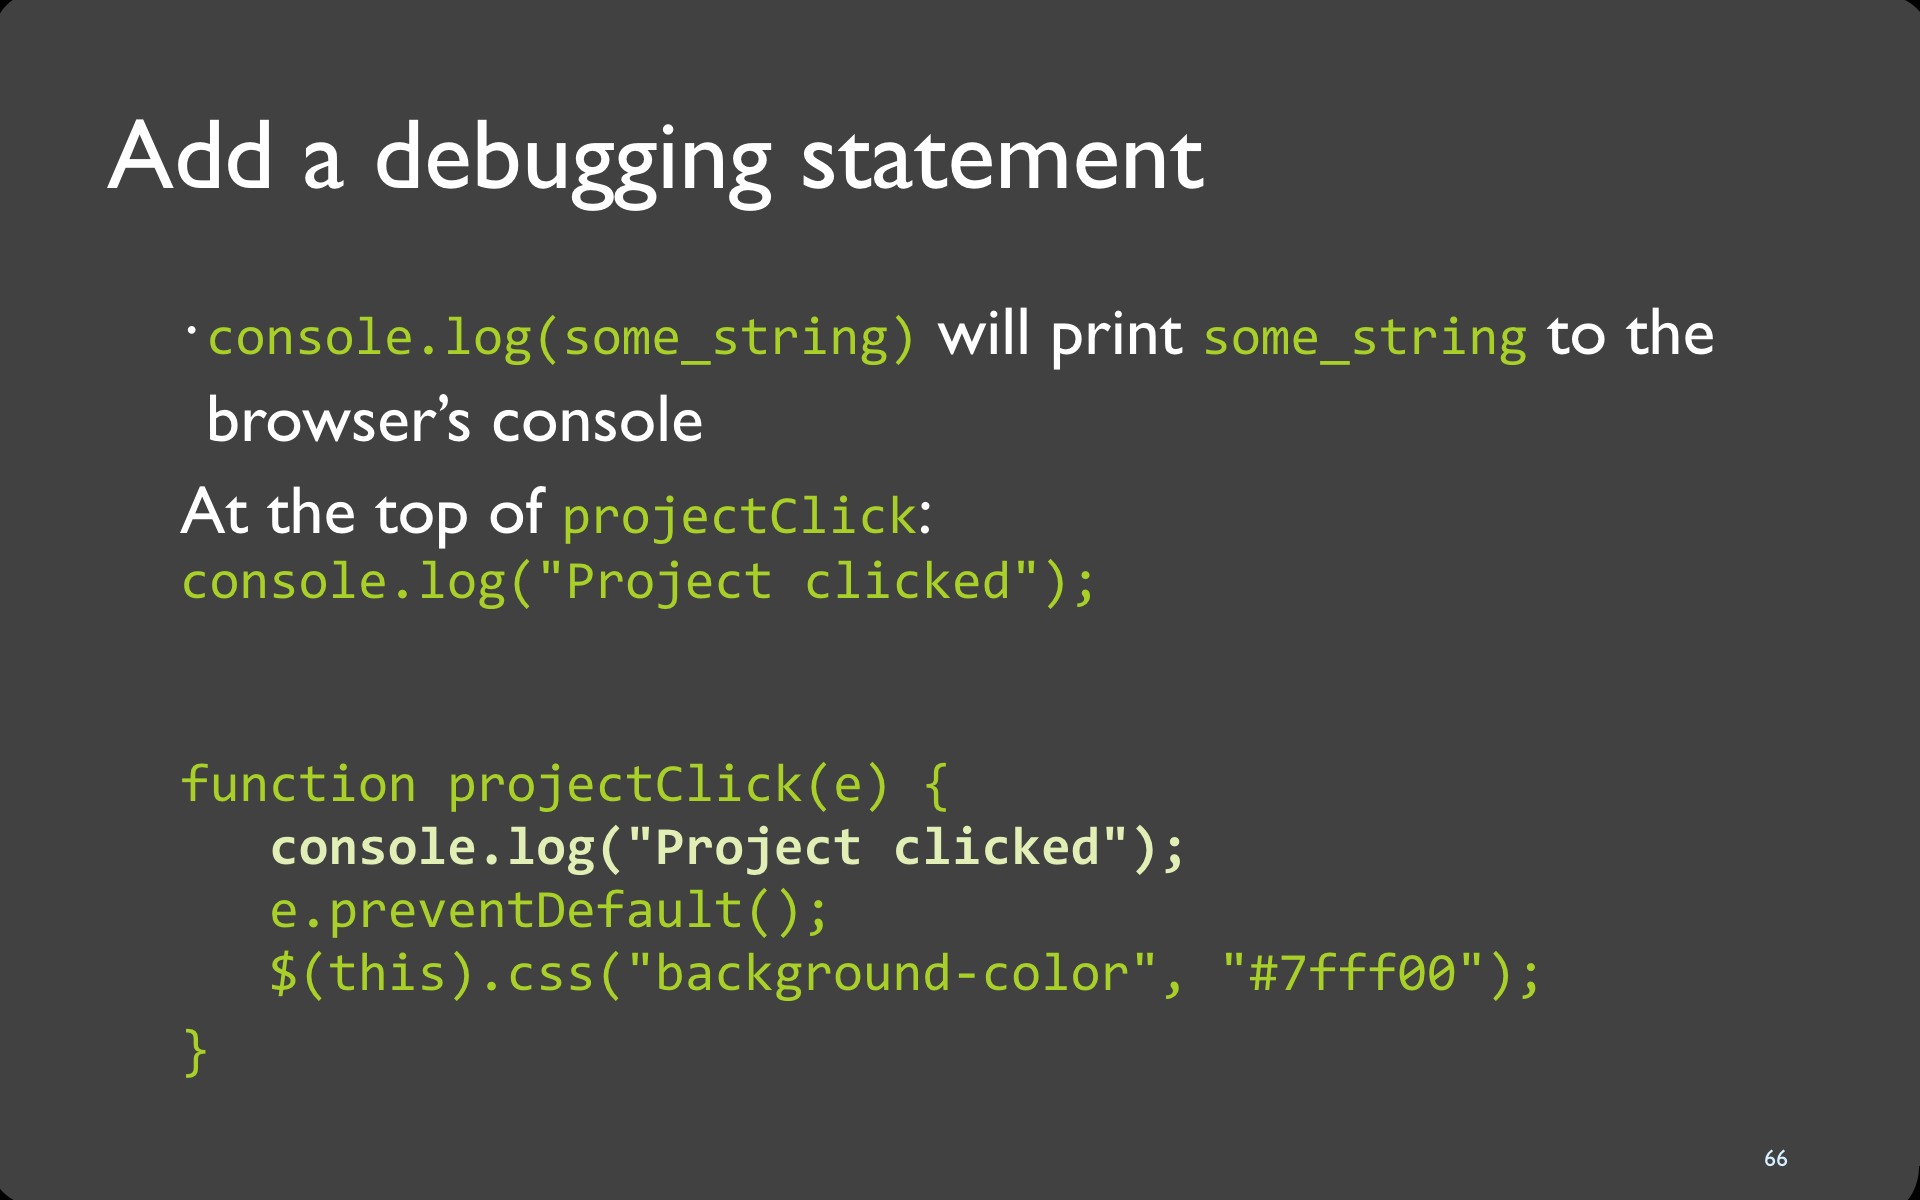 Add a debugging statement
· console.log(some_string) will print some_string to the
browser’s console
At the top of projectClick:
console.log("Project clicked");
function projectClick(e) {
console.log("Project clicked");
e.preventDefault();
$(this).css("background-color", "#7fff00");
}
66